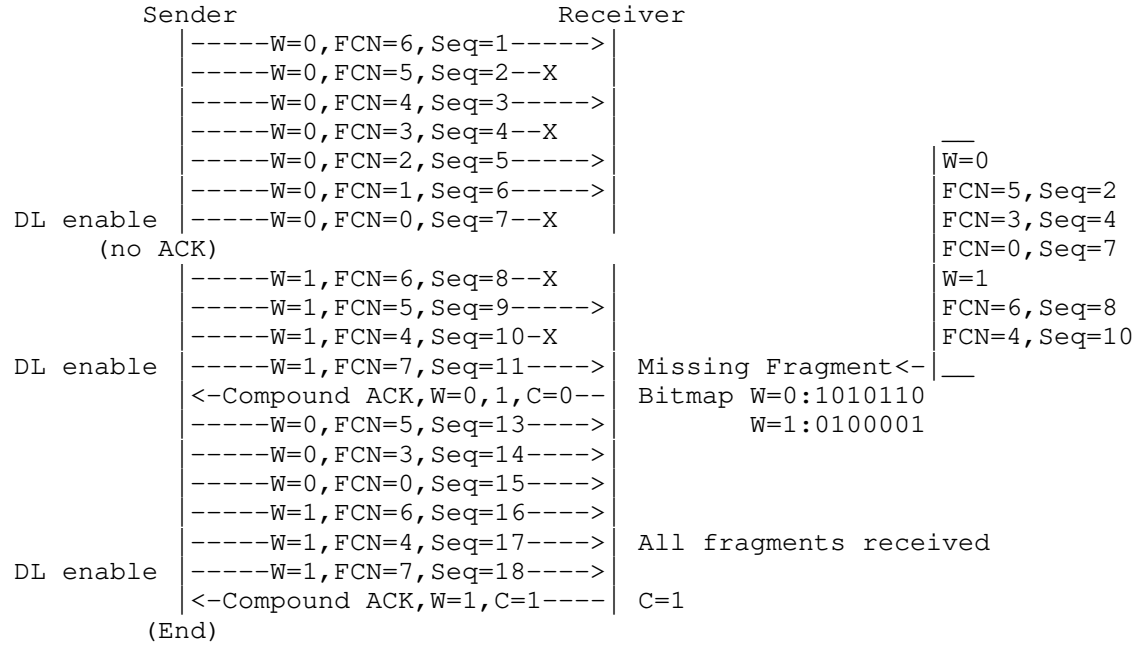 Sender                      Receiver
          |-----W=0,FCN=6,Seq=1----->|
          |-----W=0,FCN=5,Seq=2--X   |
          |-----W=0,FCN=4,Seq=3----->|
          |-----W=0,FCN=3,Seq=4--X   |                   __
          |-----W=0,FCN=2,Seq=5----->|                  |W=0
          |-----W=0,FCN=1,Seq=6----->|                  |FCN=5,Seq=2
DL enable |-----W=0,FCN=0,Seq=7--X   |                  |FCN=3,Seq=4
     (no ACK)                                           |FCN=0,Seq=7
          |-----W=1,FCN=6,Seq=8--X   |                  |W=1
          |-----W=1,FCN=5,Seq=9----->|                  |FCN=6,Seq=8
          |-----W=1,FCN=4,Seq=10-X   |                  |FCN=4,Seq=10
DL enable |-----W=1,FCN=7,Seq=11---->| Missing Fragment<-|__
          |<-Compound ACK,W=0,1,C=0--| Bitmap W=0:1010110
          |-----W=0,FCN=5,Seq=13---->|        W=1:0100001
          |-----W=0,FCN=3,Seq=14---->|
          |-----W=0,FCN=0,Seq=15---->|
          |-----W=1,FCN=6,Seq=16---->|
          |-----W=1,FCN=4,Seq=17---->| All fragments received
DL enable |-----W=1,FCN=7,Seq=18---->|
          |<-Compound ACK,W=1,C=1----| C=1
        (End)